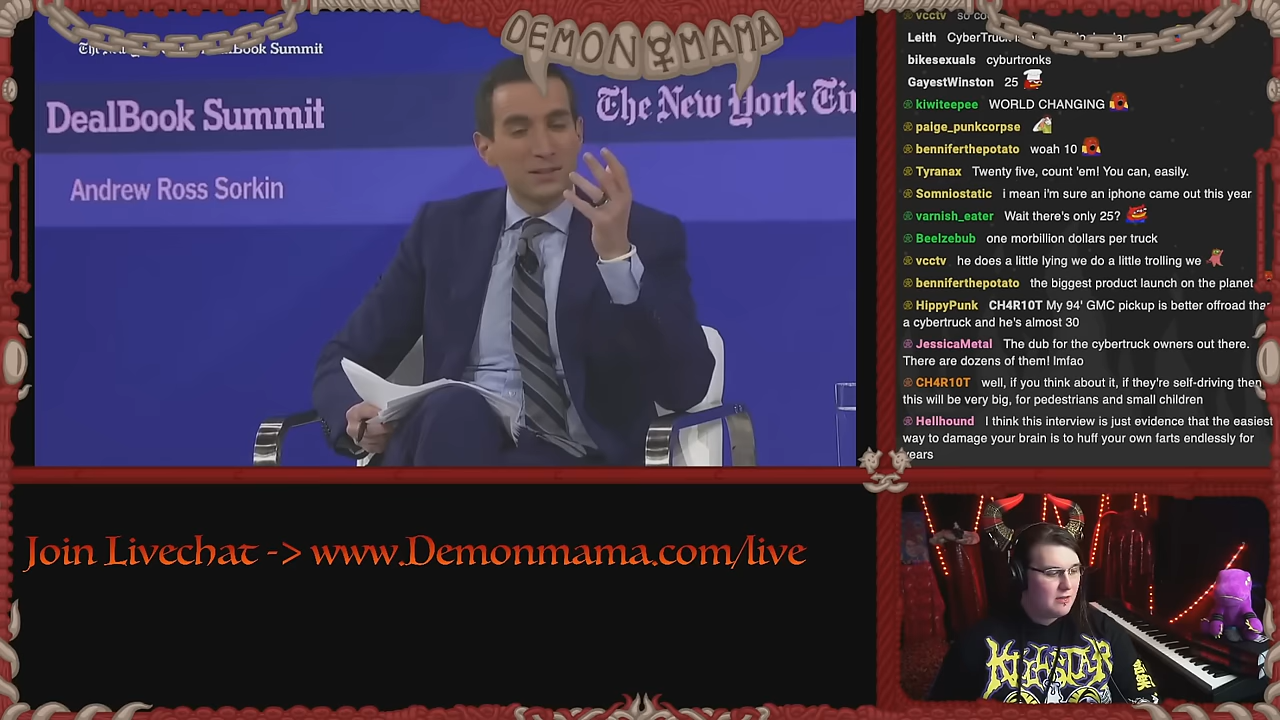 DEMON MAMA
DealBook Summit
The New York
Andrew Ross Sorkin
vcctv
Leith CyberTruck
bikesexuals cyburtronks
GayestWinston 25
kiwiteepee WORLD CHANGING
paige_punkcorpse
benniferthepotato woah 10
Tyranax Twenty five, count 'em! You can, easily.
Somniostatic i mean i'm sure an iphone came out this year
varnish_eater Wait there's only 25?
Beelzebub one morbillion dollars per truck
vcctv he does a little lying we do a little trolling we
benniferthepotato the biggest product launch on the planet
HippyPunk CH4R10T My 94' GMC pickup is better offroad than
a cybertruck and he's almost 30
JessicaMetal The dub for the cybertruck owners out there.
There are dozens of them! lmfao
CH4R10T well, if you think about it, if they're self-driving then
this will be very big, for pedestrians and small children
Hellhound I think this interview is just evidence that the easiest
way to damage your brain is to huff your own farts endlessly for
years
Join Livechat -> www.Demonmama.com/live